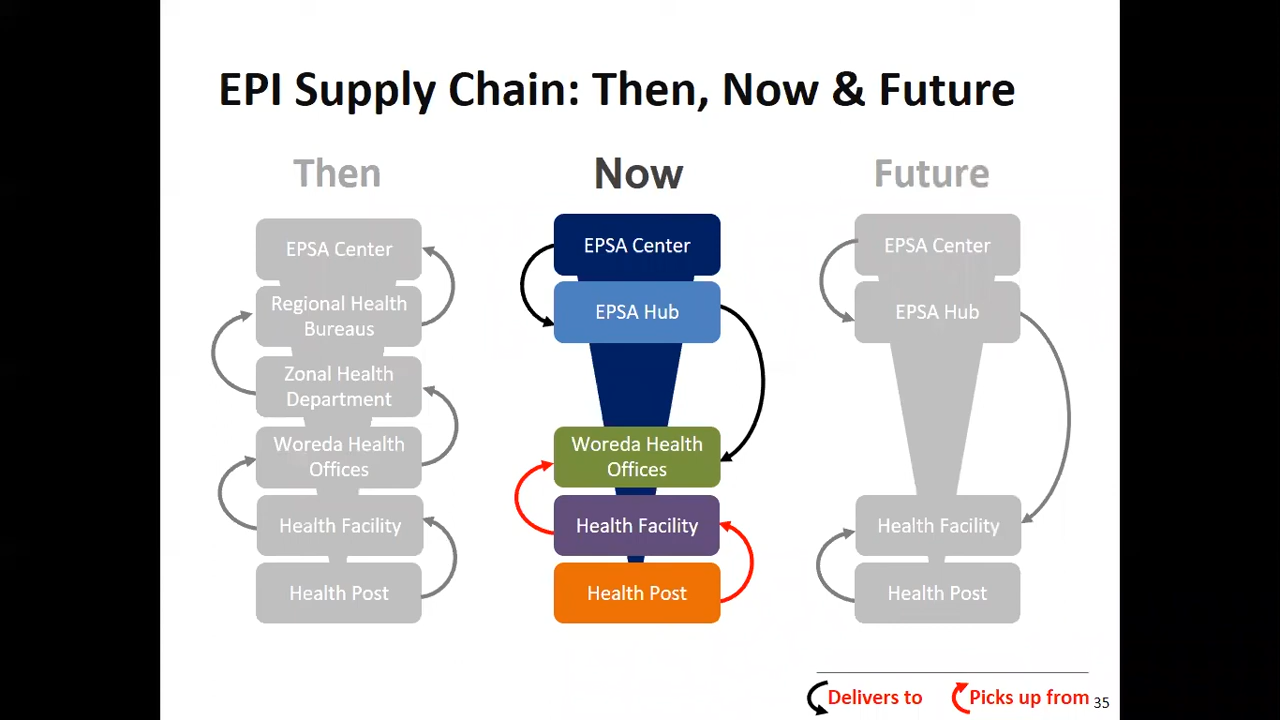 EPI Supply Chain: Then, Now & Future
Then
EPSA Center
Regional Health
Bureaus
Zonal Health
Department
Woreda Health
Offices
Health Facility
Health Post
Now
EPSA Center
EPSA Hub
Woreda Health
Offices
Health Facility
Health Post
Future
EPSA Center
EPSA Hub
Health Facility
Health Post
Delivers to
Picks up from
35